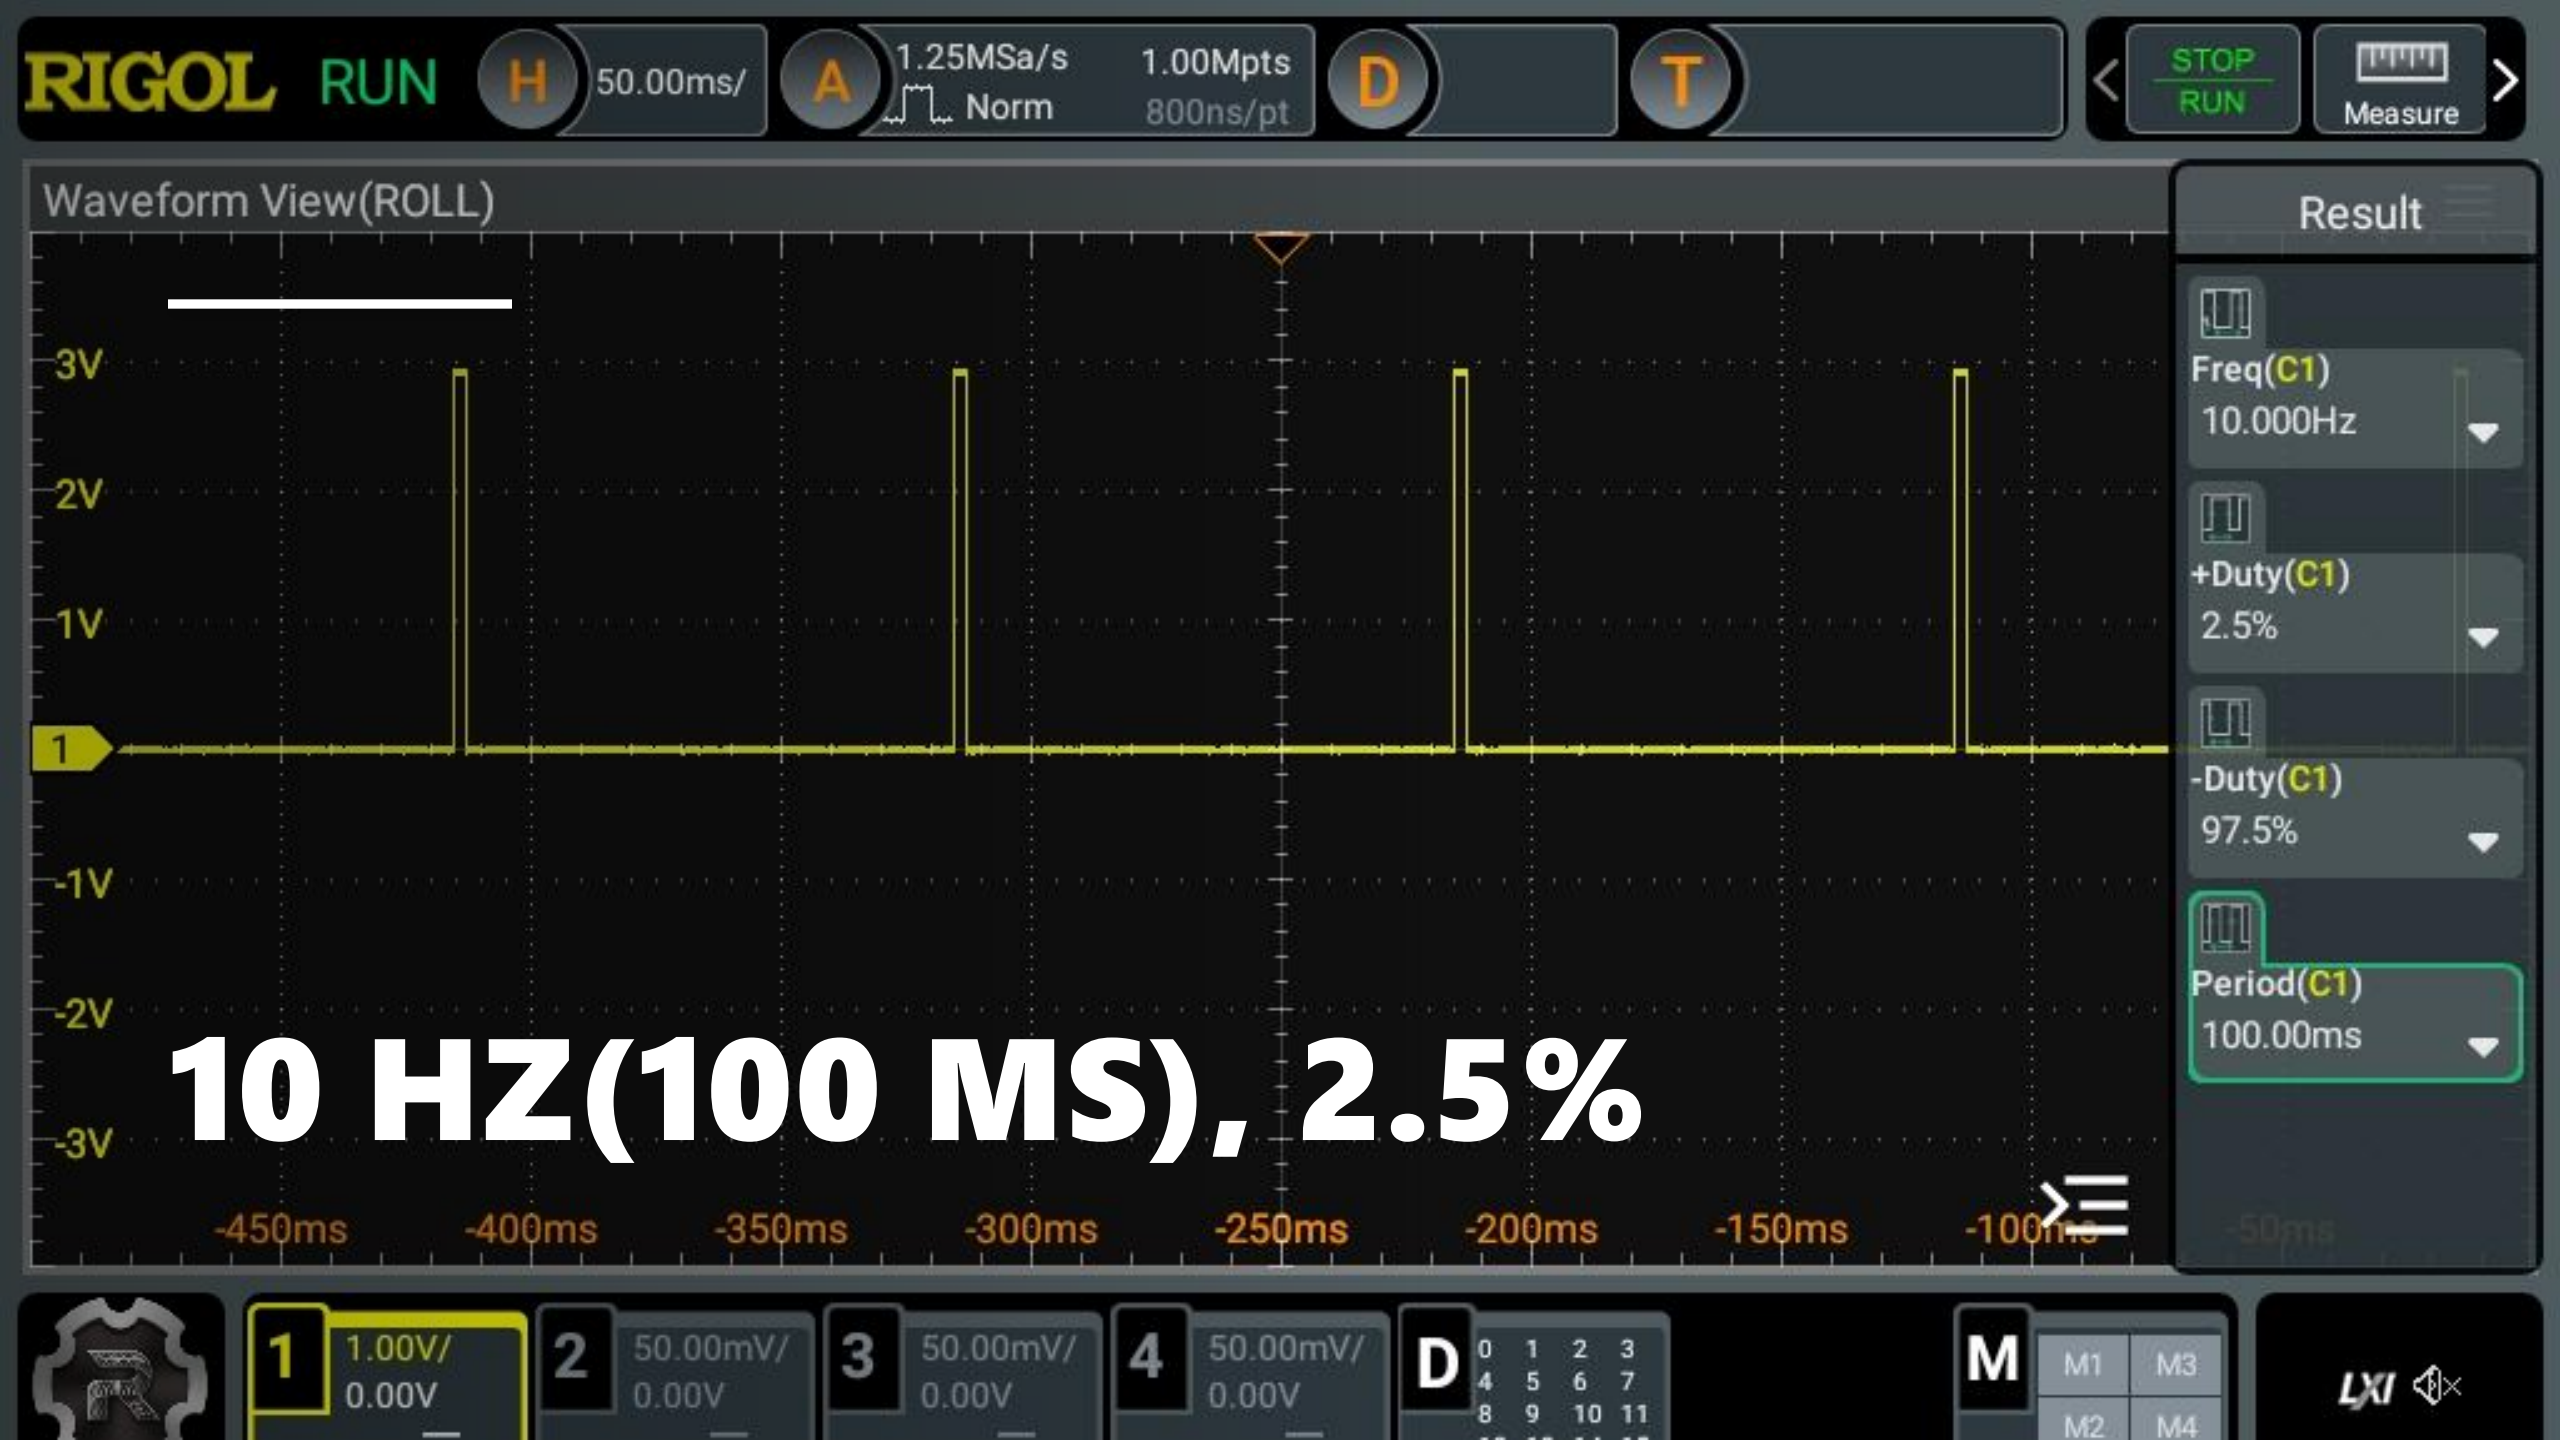 RIGOL
RUN
H
50.00ms/
A
1.25MSa/s
1.00Mpts
Norm
800ns/pt
D
T
STOP
RUN
Measure
Waveform View(ROLL)
Result
3V
2V
1V
1
-1V
-2V
-3V
Freq(C1)
10.000Hz
+Duty(C1)
2.5%
-Duty(C1)
97.5%
Period(C1)
100.00ms
10 HZ(100 MS), 2.5%
-450ms
-400ms
-350ms
-300ms
-250ms
-200ms
-150ms
-100ms
-50ms
1
1.00V/
0.00V
2
50.00mV/
0.00V
3
50.00mV/
0.00V
4
50.00mV/
0.00V
D
0 1 2 3
4 5 6 7
8 9 10 11
M
M1 M3
M2 M4
LXI